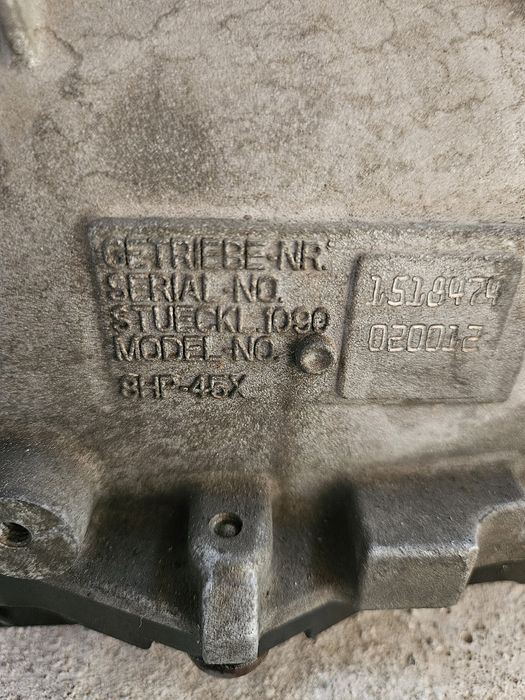 GETRIEBE-NR.
SERIAL-NO. 1518474
STUECKL.1090
MODEL-NO. 020012
8HP-45X